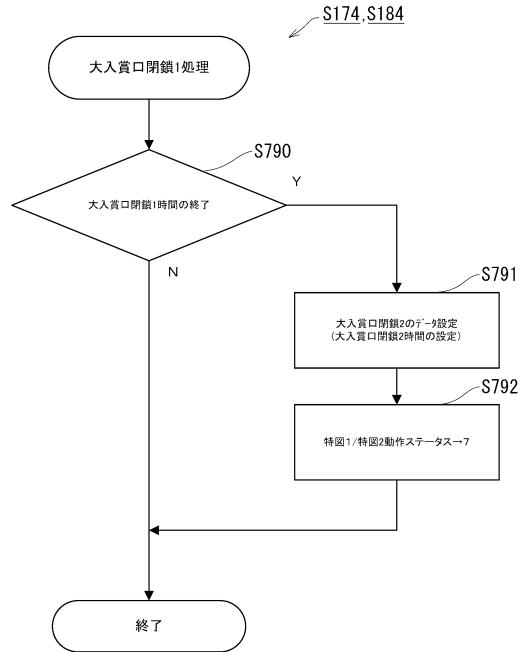 S174,S184
大入賞口閉鎖1処理
S790
大入賞口閉鎖1時間の終了
Y
N
S791
大入賞口閉鎖2のデータ設定
(大入賞口閉鎖2時間の設定)
S792
特図1/特図2動作ステータス→7
終了